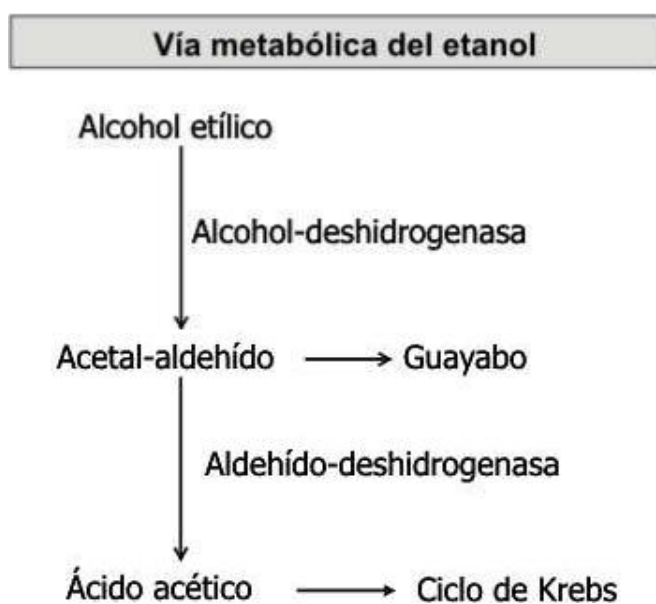 Vía metabólica del etanol
Alcohol etílico
Alcohol-deshidrogenasa
Acetal-aldehído
Guayabo
Aldehído-deshidrogenasa
Ácido acético
Ciclo de Krebs